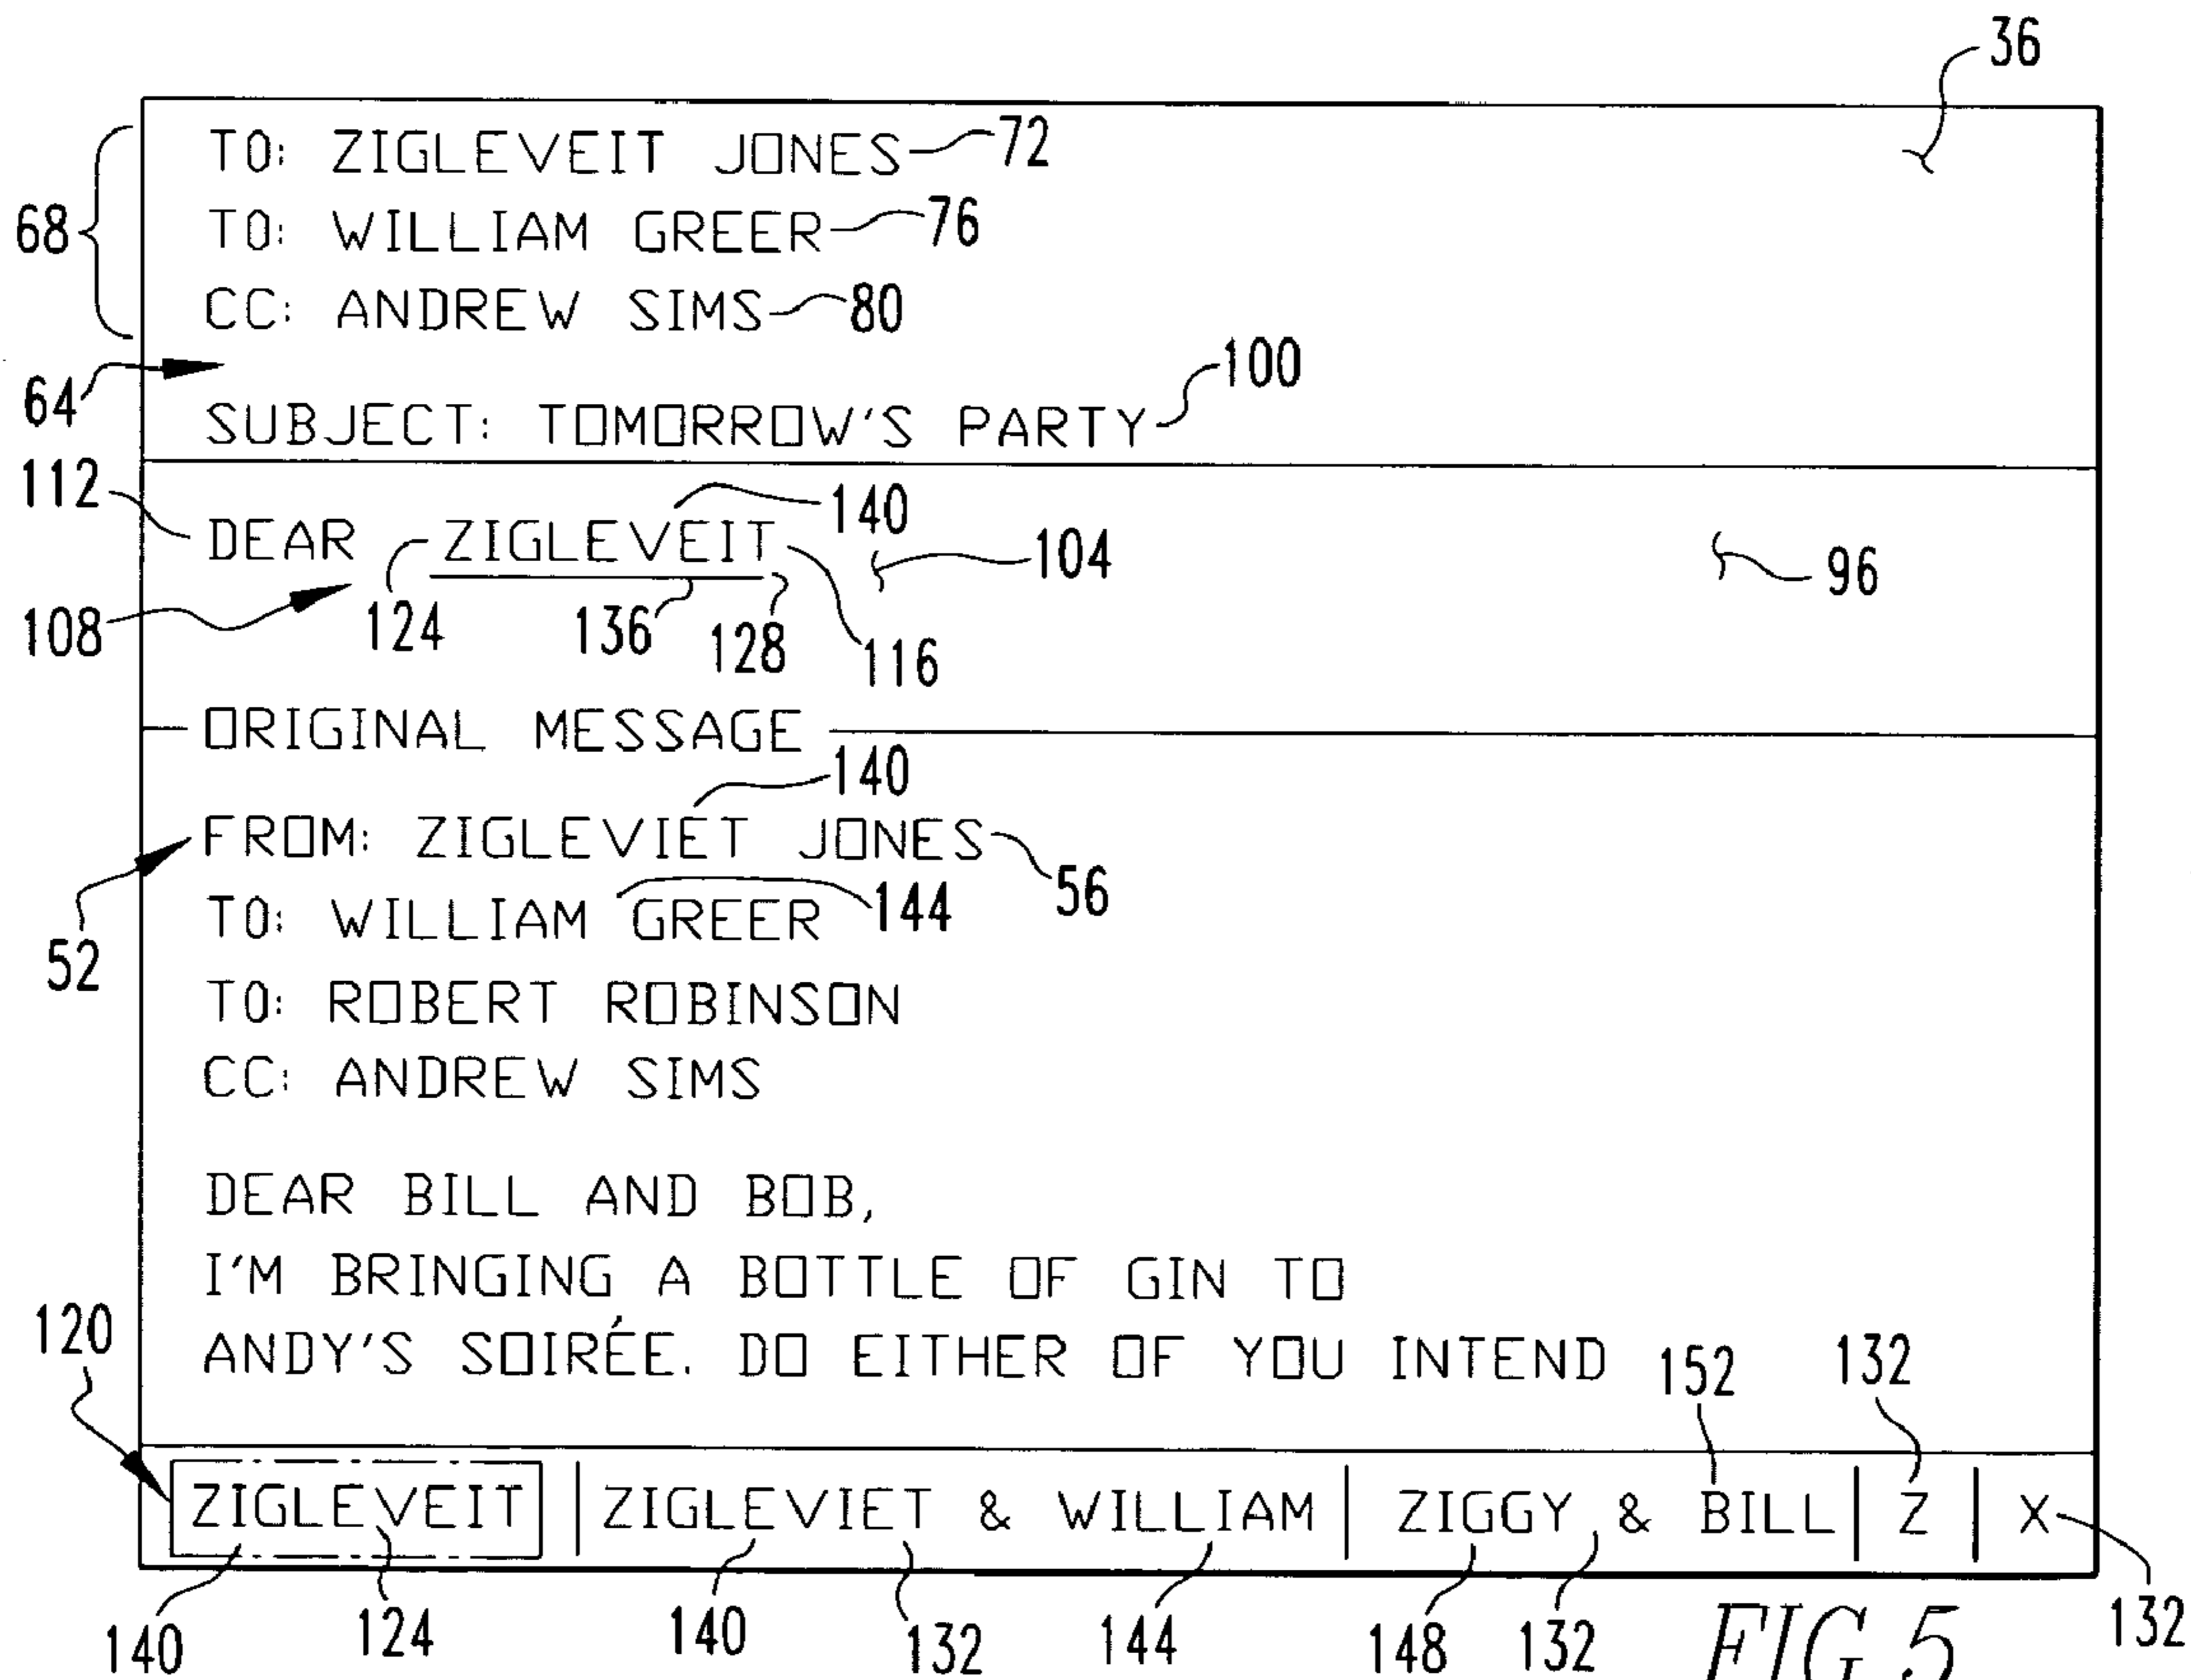 36
TO: ZIGLEVEIT JONES 72
68 TO: WILLIAM GREER 76
CC: ANDREW SIMS 80
64 100
SUBJECT: TOMORROW'S PARTY
112 140
DEAR ZIGLEVEIT 104 96
108 124 136 128 116
ORIGINAL MESSAGE
140
FROM: ZIGLEVIET JONES 56
TO: WILLIAM GREER 144
52
TO: ROBERT ROBINSON
CC: ANDREW SIMS
DEAR BILL AND BOB,
I'M BRINGING A BOTTLE OF GIN TO
120 ANDY'S SOIRÉE. DO EITHER OF YOU INTEND
152 132
ZIGLEVEIT | ZIGLEVIET & WILLIAM | ZIGGY & BILL | Z | X
140 124 140 132 144 148 132 132
FIG. 5